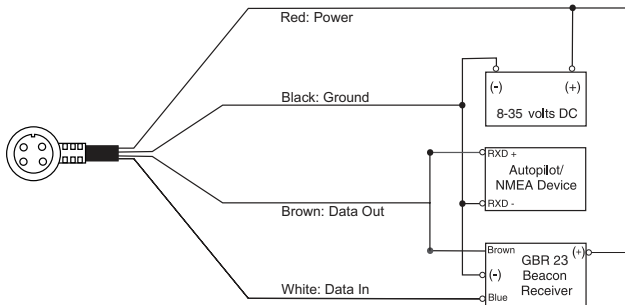 Red: Power
Black: Ground
(-) (+)
8-35 volts DC
RXD +
Autopilot/
NMEA Device
RXD -
Brown: Data Out
Brown
GBR 23 (+)
Beacon
(-)
Receiver
White: Data In
Blue